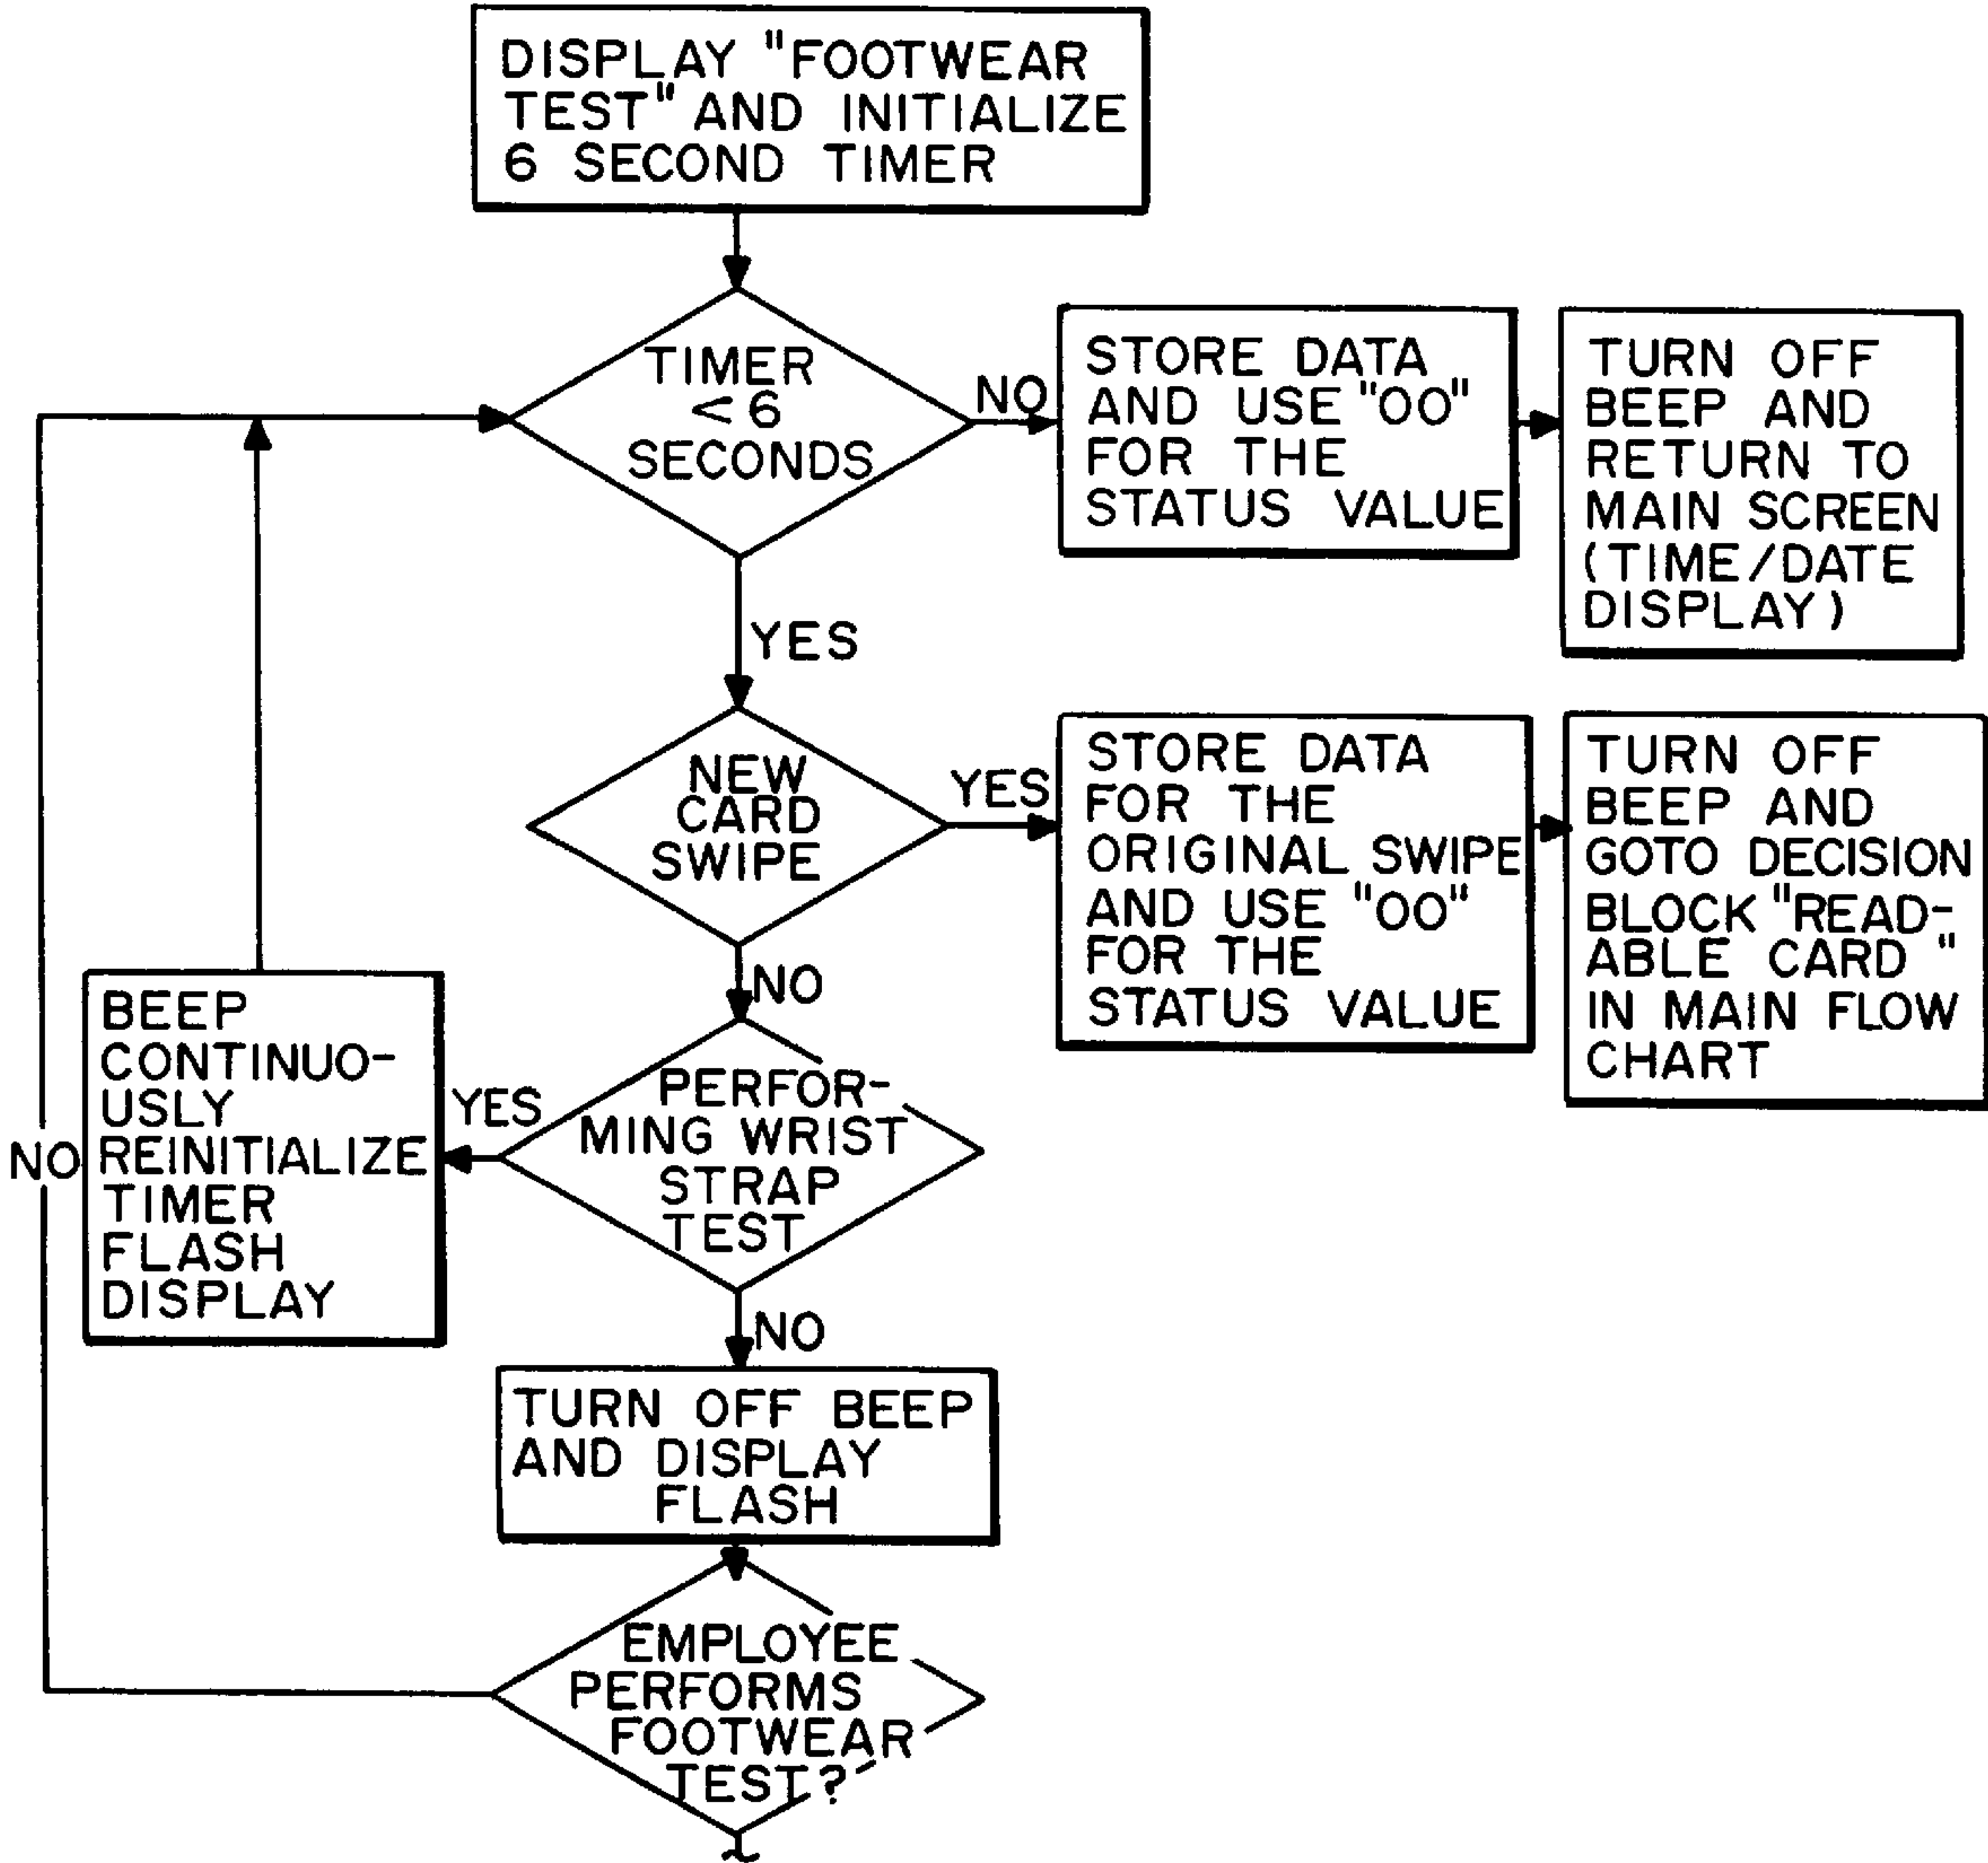 DISPLAY "FOOTWEAR
TEST" AND INITIALIZE
6 SECOND TIMER
TIMER
< 6
SECONDS
NO
STORE DATA
AND USE "OO"
FOR THE
STATUS VALUE
TURN OFF
BEEP AND
RETURN TO
MAIN SCREEN
(TIME/DATE
DISPLAY)
YES
NEW
CARD
SWIPE
YES
STORE DATA
FOR THE
ORIGINAL SWIPE
AND USE "OO"
FOR THE
STATUS VALUE
TURN OFF
BEEP AND
GOTO DECISION
BLOCK "READ-
ABLE CARD "
IN MAIN FLOW
CHART
NO
PERFOR-
MING WRIST
STRAP
TEST
YES
BEEP
CONTINUO-
USLY
REINITIALIZE
TIMER
FLASH
DISPLAY
NO
NO
TURN OFF BEEP
AND DISPLAY
FLASH
EMPLOYEE
PERFORMS
FOOTWEAR
TEST?